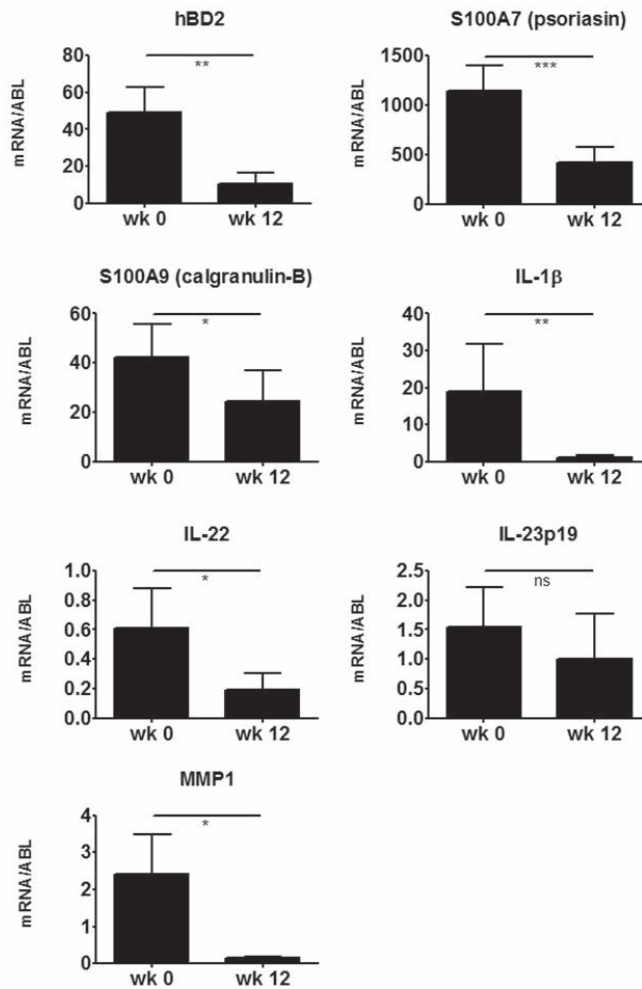 hBD2
mRNA/ABL
80
60
40
20
0
**
wk 0 wk 12
S100A7 (psoriasin)
mRNA/ABL
1500
1000
500
0
***
wk 0 wk 12
S100A9 (calgranulin-B)
mRNA/ABL
60
40
20
0
*
wk 0 wk 12
IL-1β
mRNA/ABL
40
30
20
10
0
**
wk 0 wk 12
IL-22
mRNA/ABL
1.0
0.8
0.6
0.4
0.2
0.0
*
wk 0 wk 12
IL-23p19
mRNA/ABL
2.5
2.0
1.5
1.0
0.5
0.0
ns
wk 0 wk 12
MMP1
mRNA/ABL
4
3
2
1
0
*
wk 0 wk 12